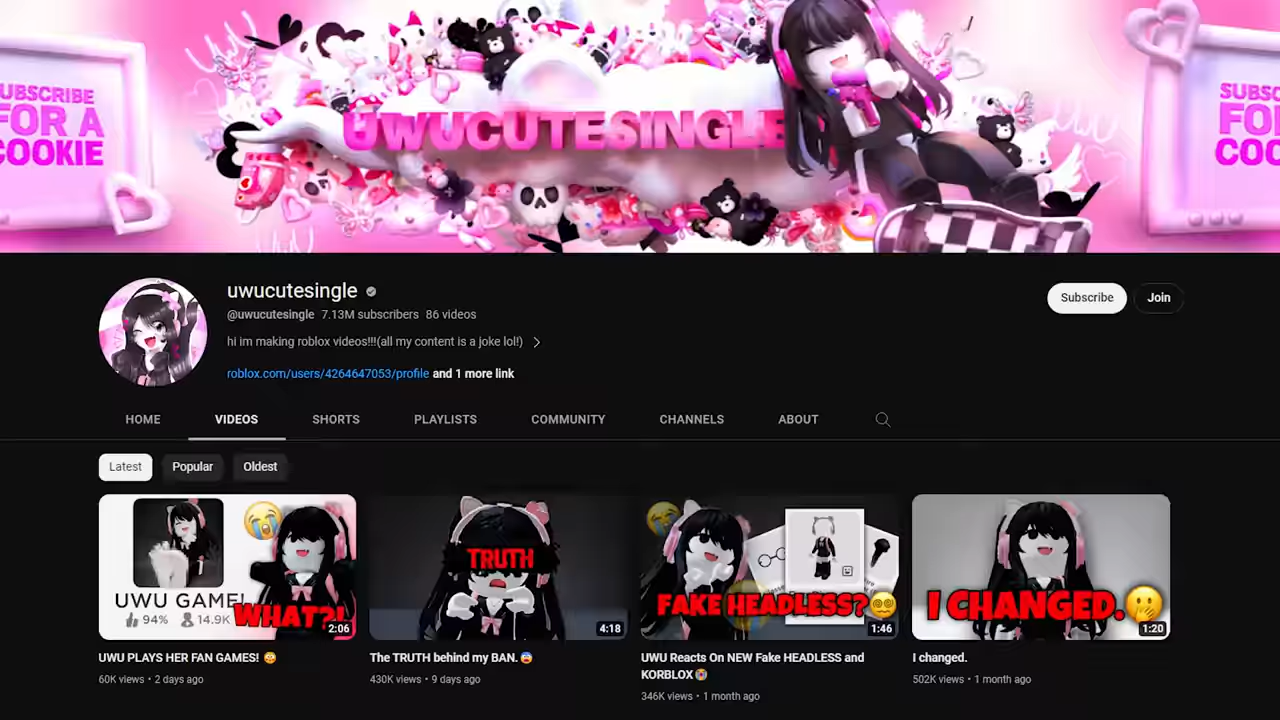 UBSCRIBE
FOR A
COOKIE
UWUCUTESINGLE
SUBSC
FO
COO
uwucutesingle
@uwucutesingle 7.13M subscribers 86 videos
hi im making roblox videos!!!(all my content is a joke lol!)
roblox.com/users/4264647053/profile and 1 more link
Subscribe
Join
HOME
VIDEOS
SHORTS
PLAYLISTS
COMMUNITY
CHANNELS
ABOUT
Latest
Popular
Oldest
UWU GAME!
94% 14.9K
WHAT?!
2:06
UWU PLAYS HER FAN GAMES! 😳
60K views • 2 days ago
TRUTH
4:18
The TRUTH behind my BAN. 😨
430K views • 9 days ago
FAKE HEADLESS?
1:46
UWU Reacts On NEW Fake HEADLESS and
KORBLOX
346K views • 1 month ago
I CHANGED.
1:20
I changed.
502K views • 1 month ago